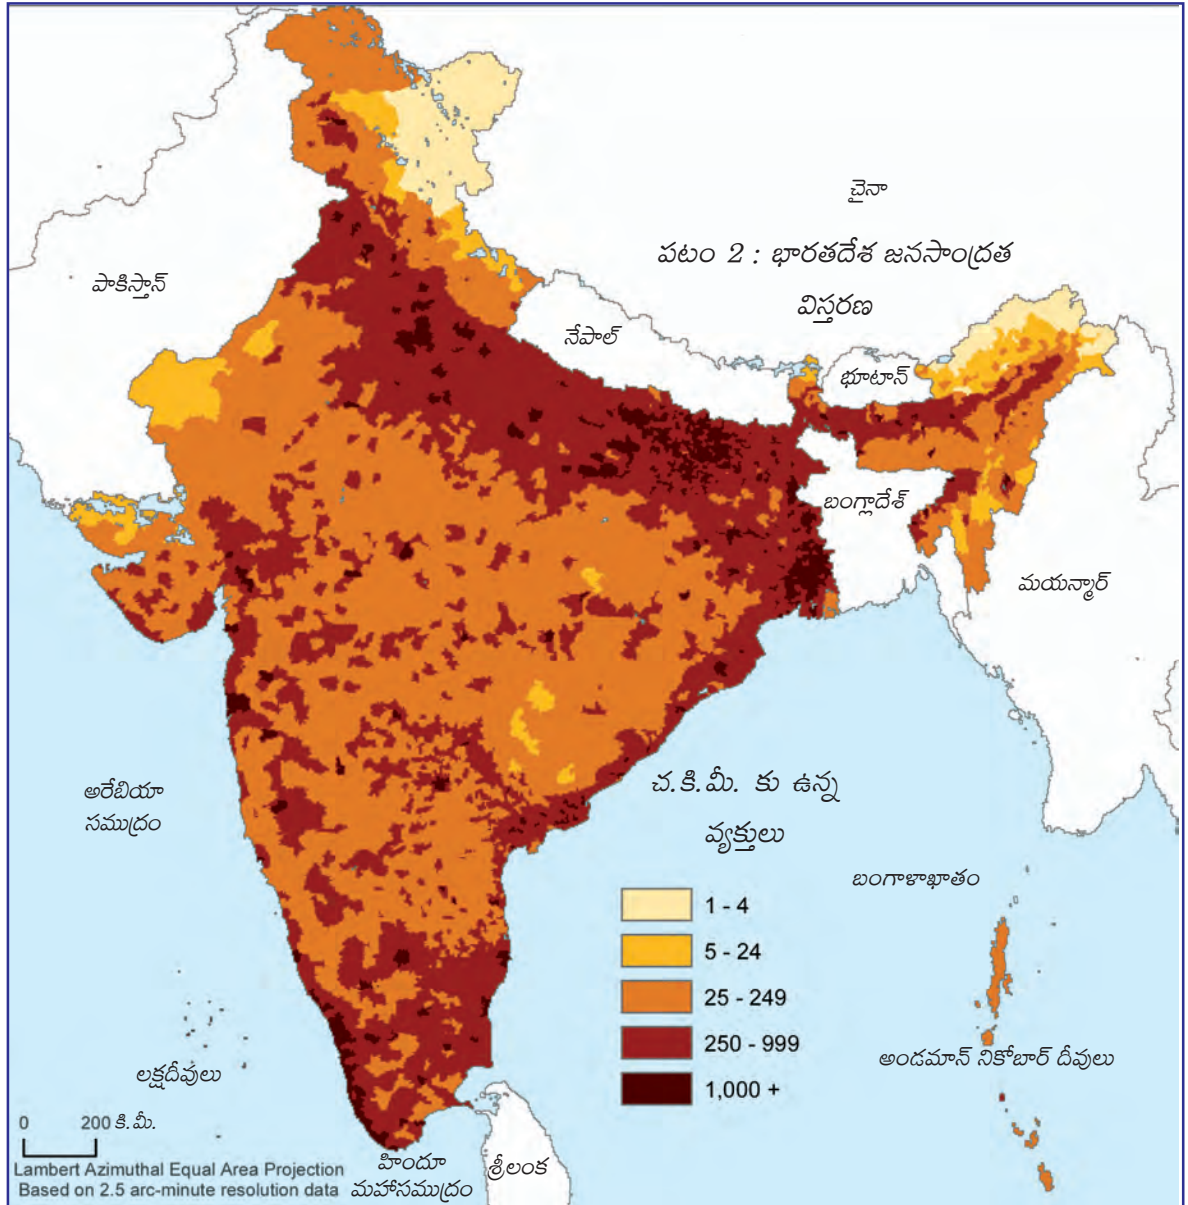 చైనా
పటం 2 : భారతదేశ జనసాంద్రత
విస్తరణ
పాకిస్తాన్
నేపాల్
భూటాన్
బంగ్లాదేశ్
మయన్మార్
అరేబియా
సముద్రం
చ.కి.మీ. కు ఉన్న
వ్యక్తులు
1 - 4
5 - 24
25 - 249
250 - 999
1,000 +
బంగాళాఖాతం
అండమాన్ నికోబార్ దీవులు
లక్షదీవులు
0 200 కి.మీ.
Lambert Azimuthal Equal Area Projection
Based on 2.5 arc-minute resolution data
హిందూ
మహాసముద్రం
శ్రీలంక